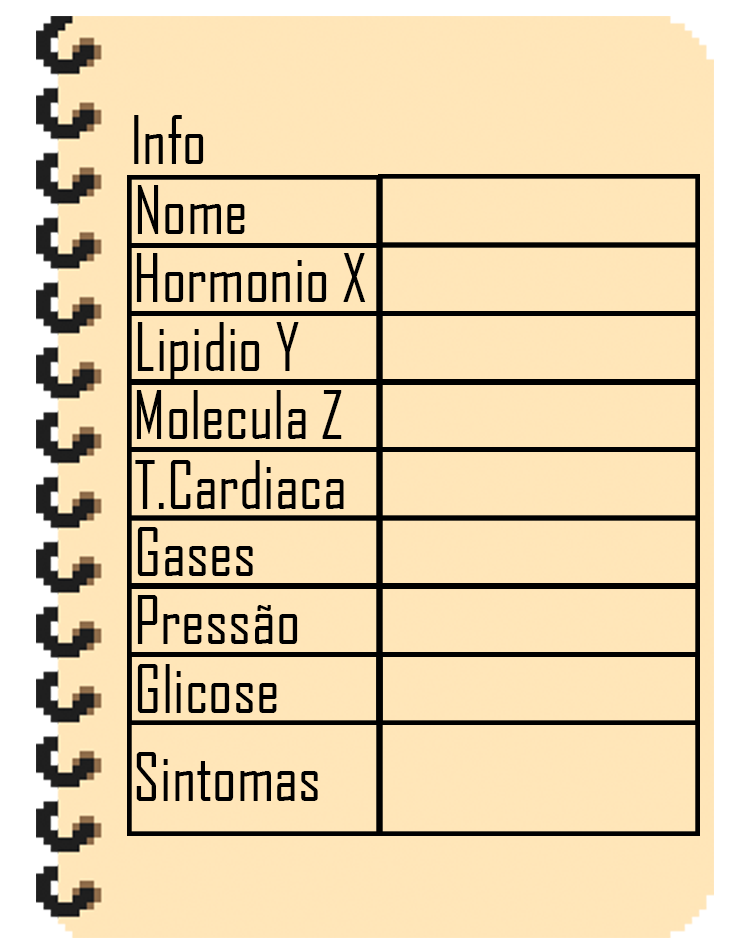 Info
Nome
Hormonio X
Lipidio Y
Molecula Z
T.Cardiaca
Gases
Pressão
Glicose
Sintomas